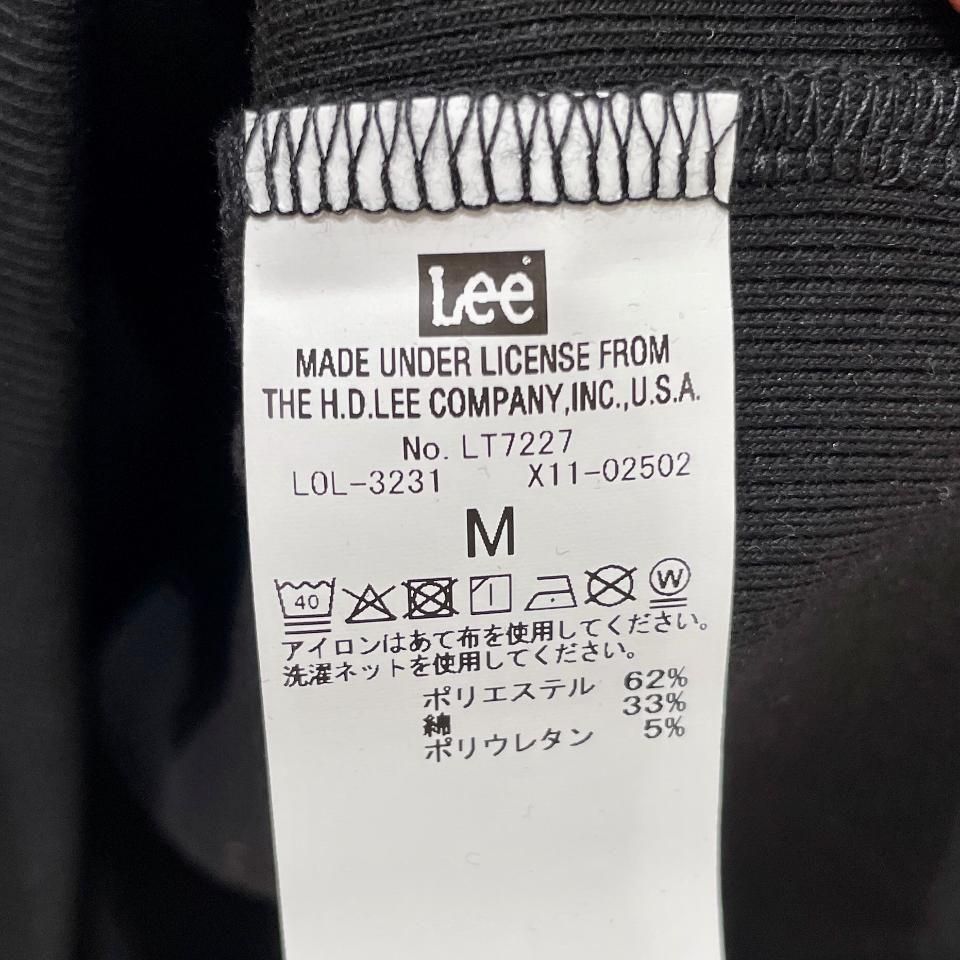 Lee®
MADE UNDER LICENSE FROM
THE H.D.LEE COMPANY,INC.,U.S.A.
No. LT7227
LOL-3231 X11-02502
M
40 W
アイロンはあて布を使用してください。
洗濯ネットを使用してください。
ポリエステル 62%
綿 33%
ポリウレタン 5%